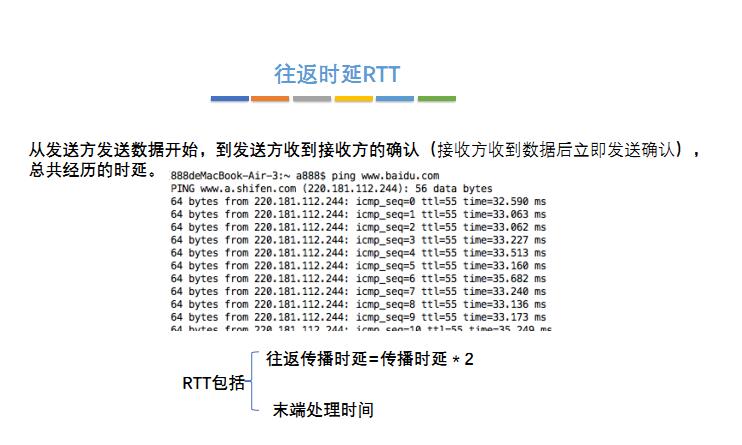 往返时延RTT
从发送方发送数据开始，到发送方收到接收方的确认（接收方收到数据后立即发送确认），
总共经历的时延。
888deMacBook-Air-3:~ a888$ ping www.baidu.com
PING www.a.shifen.com (220.181.112.244): 56 data bytes
64 bytes from 220.181.112.244: icmp_seq=0 ttl=55 time=32.590 ms
64 bytes from 220.181.112.244: icmp_seq=1 ttl=55 time=33.063 ms
64 bytes from 220.181.112.244: icmp_seq=2 ttl=55 time=33.062 ms
64 bytes from 220.181.112.244: icmp_seq=3 ttl=55 time=33.227 ms
64 bytes from 220.181.112.244: icmp_seq=4 ttl=55 time=33.513 ms
64 bytes from 220.181.112.244: icmp_seq=5 ttl=55 time=33.160 ms
64 bytes from 220.181.112.244: icmp_seq=6 ttl=55 time=35.682 ms
64 bytes from 220.181.112.244: icmp_seq=7 ttl=55 time=33.240 ms
64 bytes from 220.181.112.244: icmp_seq=8 ttl=55 time=33.136 ms
64 bytes from 220.181.112.244: icmp_seq=9 ttl=55 time=33.173 ms
64 bytes from 220.181.112.244: icmp_seq=10 ttl=55 time=35.249 ms
往返传播时延=传播时延*2
RTT包括
末端处理时间